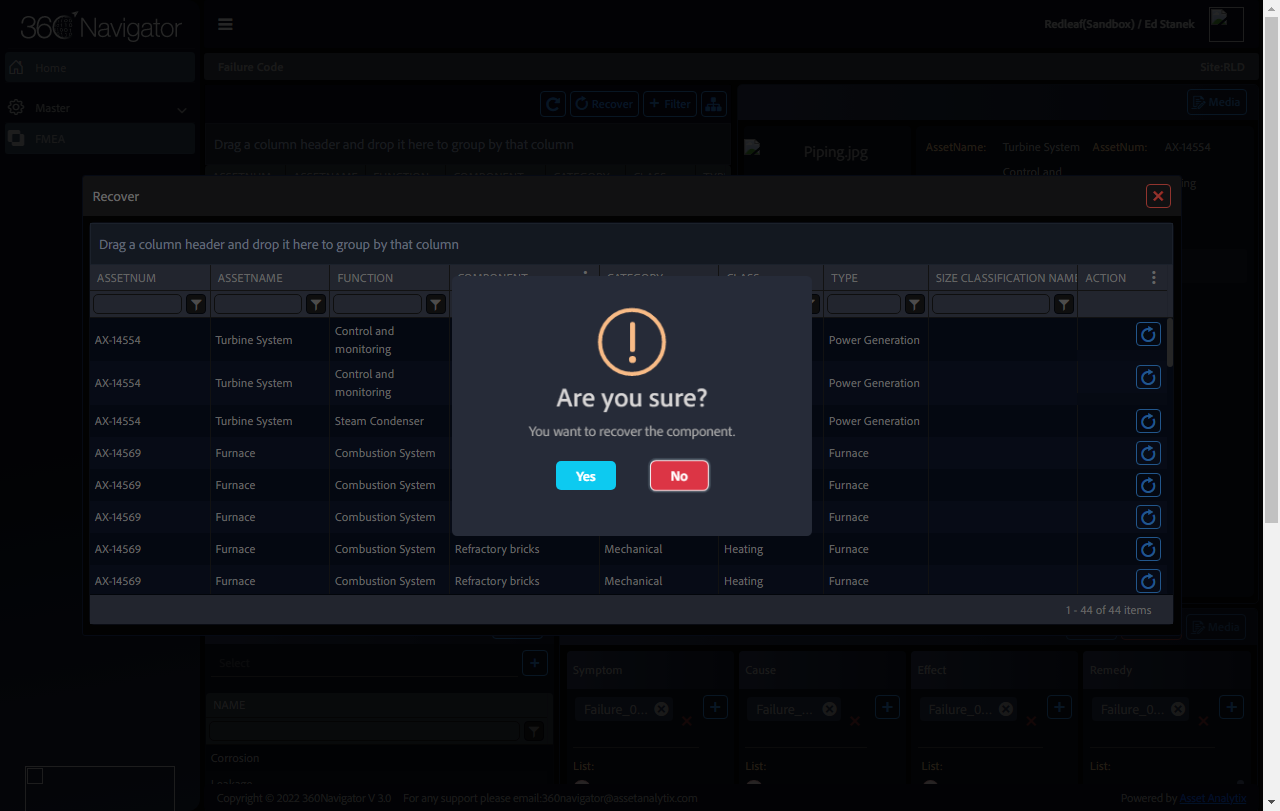 360 Navigator
Redleaf(Sandbox) / Ed Stanek
Home
Failure Code
Site:RLD
Master
Recover
Filter
Media
FMEA
Drag a column header and drop it here to group by that column
Piping.jpg
AssetName: Turbine System AssetNum: AX-14554
Control and
Recover
Drag a column header and drop it here to group by that column
ASSETNUM ASSETNAME FUNCTION COMPONENT CATEGORY CLASS TYPE SIZE CLASSIFICATION NAME ACTION
AX-14554 Turbine System Control and monitoring Power Generation
AX-14554 Turbine System Control and monitoring Power Generation
AX-14554 Turbine System Steam Condenser Power Generation
AX-14569 Furnace Combustion System Furnace
AX-14569 Furnace Combustion System Furnace
AX-14569 Furnace Combustion System Furnace
AX-14569 Furnace Combustion System Refractory bricks Mechanical Heating Furnace
AX-14569 Furnace Combustion System Refractory bricks Mechanical Heating Furnace
1 - 44 of 44 items
Are you sure?
You want to recover the component.
Yes No
Media
Select
Symptom Cause Effect Remedy
NAME
Failure_0... Failure_... Failure_0... Failure_0...
Corrosion
List: List: List: List:
Copyright © 2022 360Navigator V 3.0 For any support please email:360navigator@assetanalytix.com
Powered by Asset Analytix